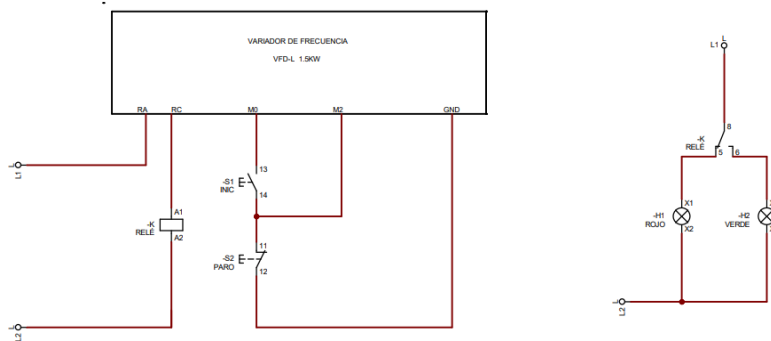 VARIADOR DE FRECUENCIA
VFD-L 1.5KW
RA RC M0 M2 GND
L
L1
13
-S1
INIC
14
A1
-K
RELÉ
A2
11
-S2
PARO
12
L
L2
L
L1
8
-K
RELÉ
5 6
X1
-H1
ROJO
X2
-H2
VERDE
L
L2